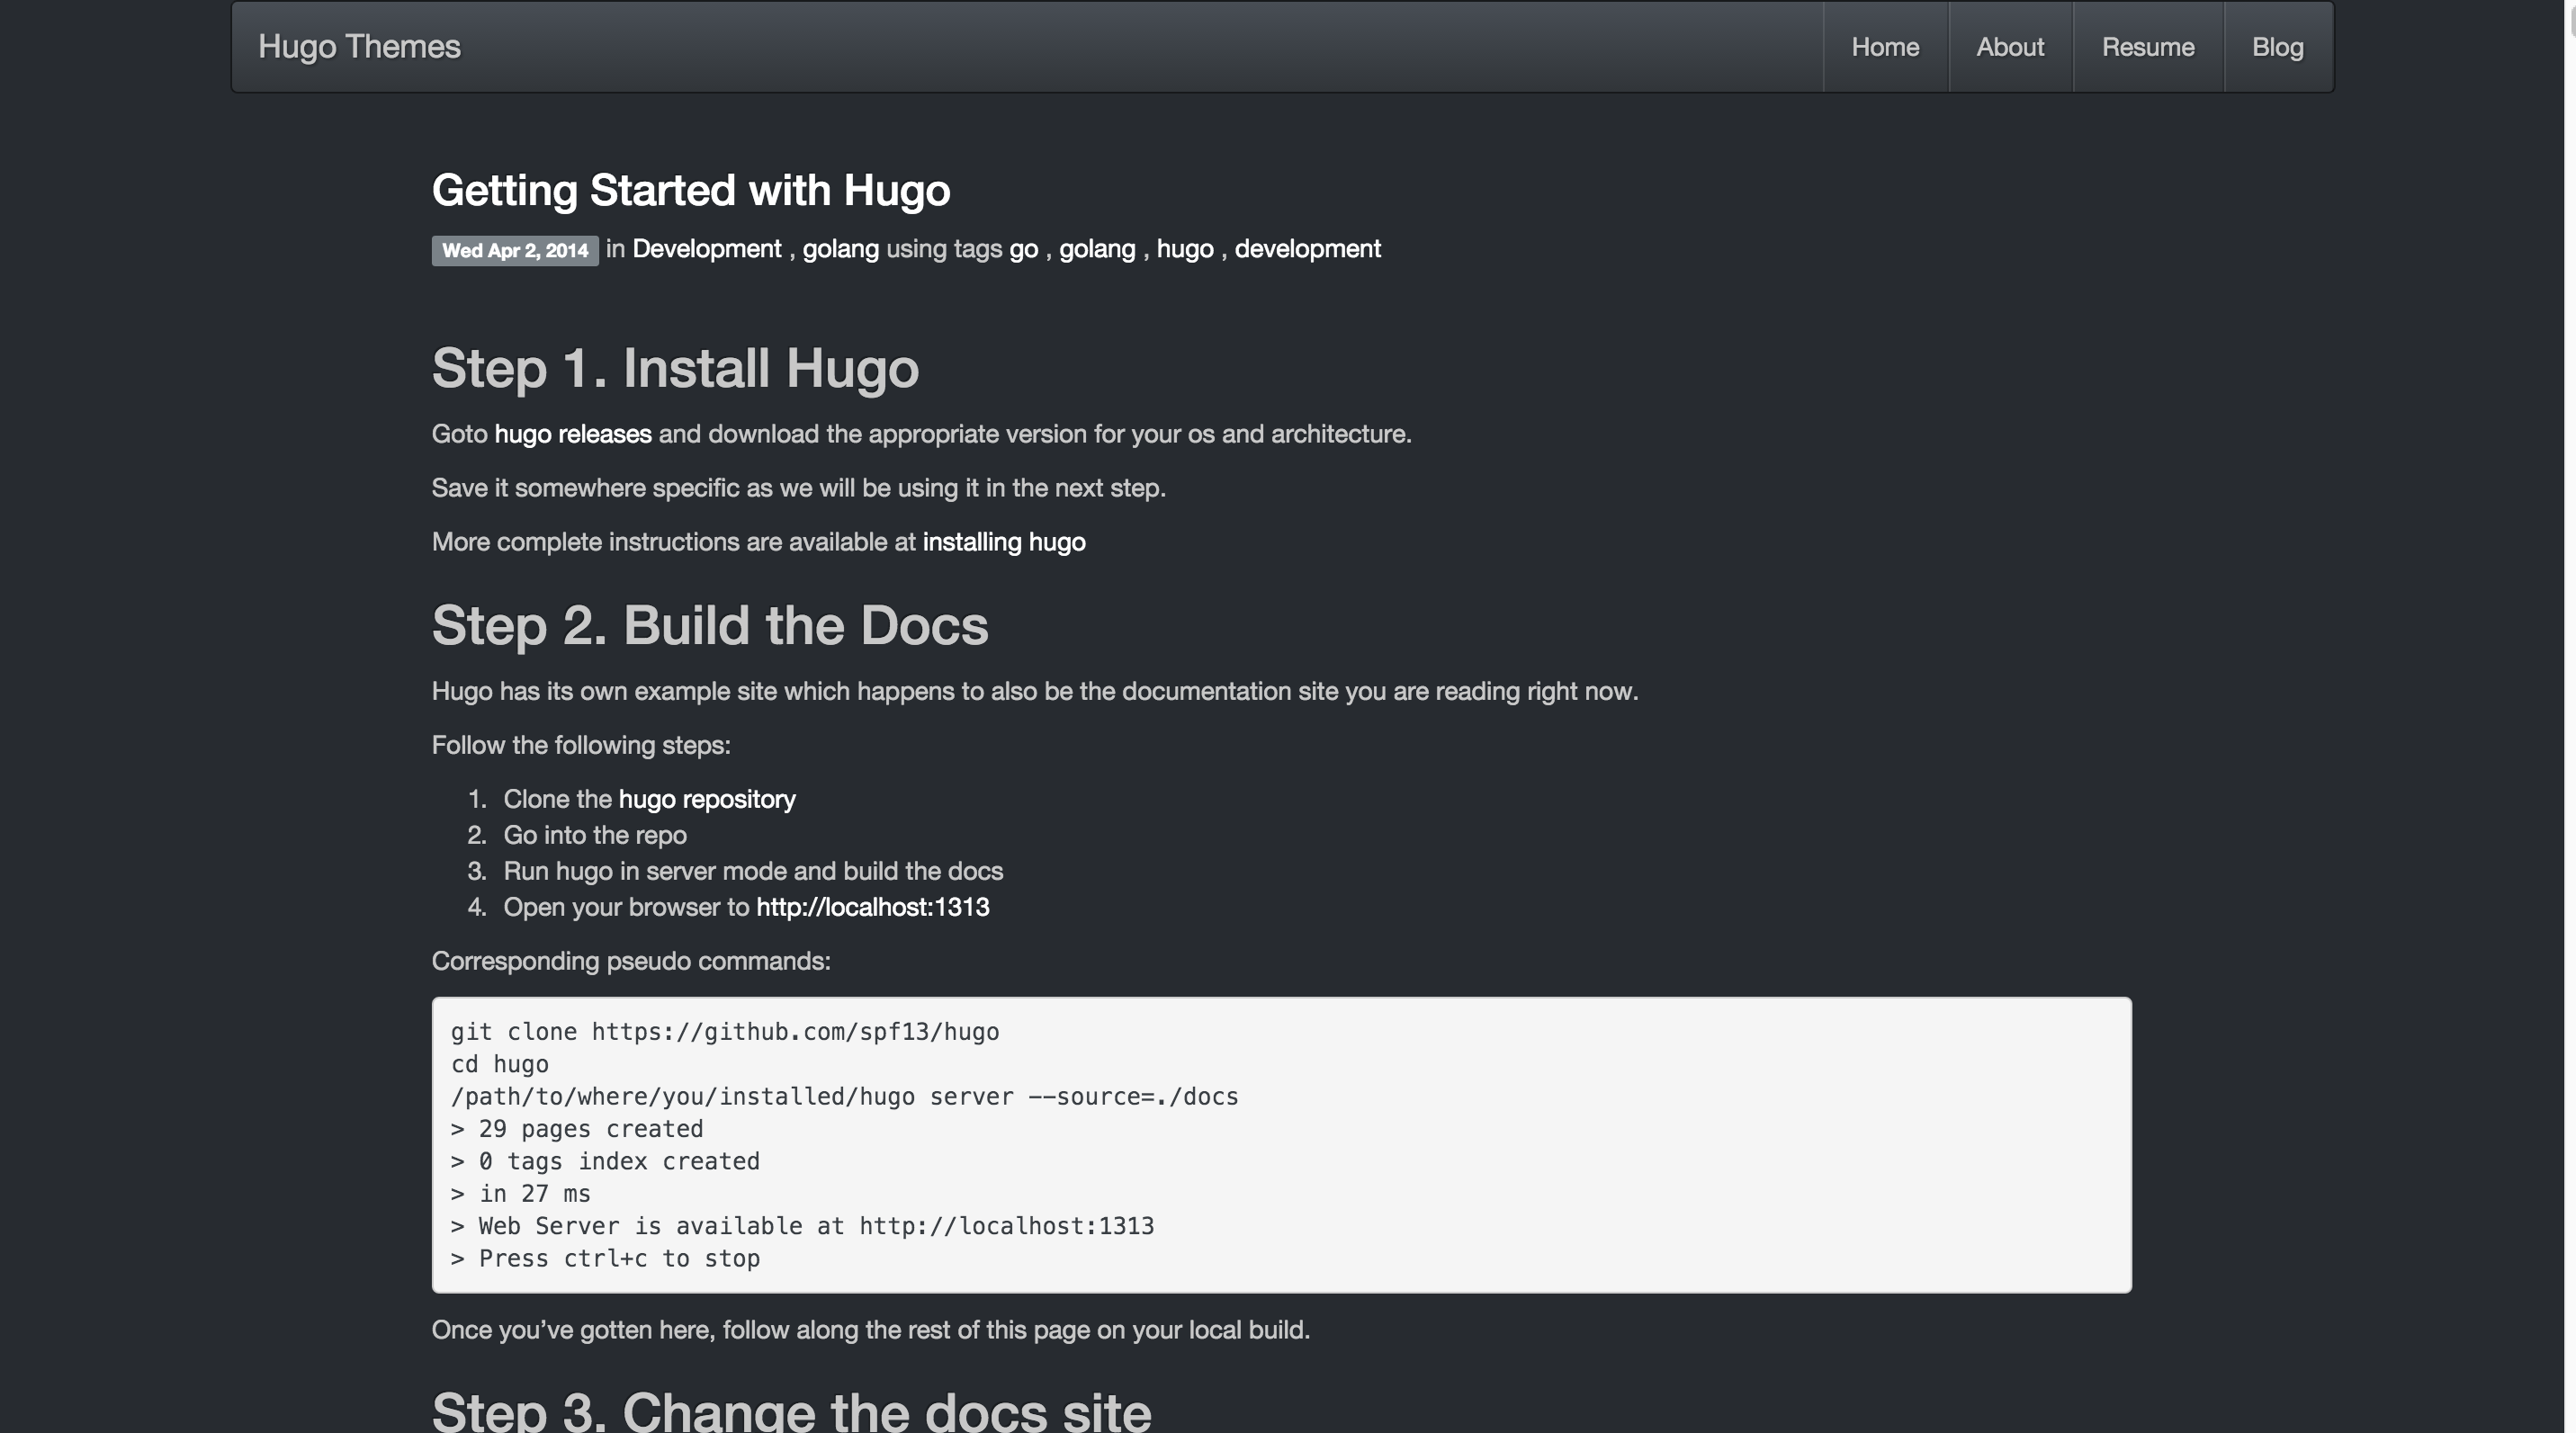 Hugo Themes
Home
About
Resume
Blog
Getting Started with Hugo
Wed Apr 2, 2014 in Development , golang using tags go , golang , hugo , development
Step 1. Install Hugo
Goto hugo releases and download the appropriate version for your os and architecture.
Save it somewhere specific as we will be using it in the next step.
More complete instructions are available at installing hugo
Step 2. Build the Docs
Hugo has its own example site which happens to also be the documentation site you are reading right now.
Follow the following steps:
1. Clone the hugo repository
2. Go into the repo
3. Run hugo in server mode and build the docs
4. Open your browser to http://localhost:1313
Corresponding pseudo commands:
git clone https://github.com/spf13/hugo
cd hugo
/path/to/where/you/installed/hugo server --source=./docs
> 29 pages created
> 0 tags index created
> in 27 ms
> Web Server is available at http://localhost:1313
> Press ctrl+c to stop
Once you’ve gotten here, follow along the rest of this page on your local build.
Step 3. Change the docs site